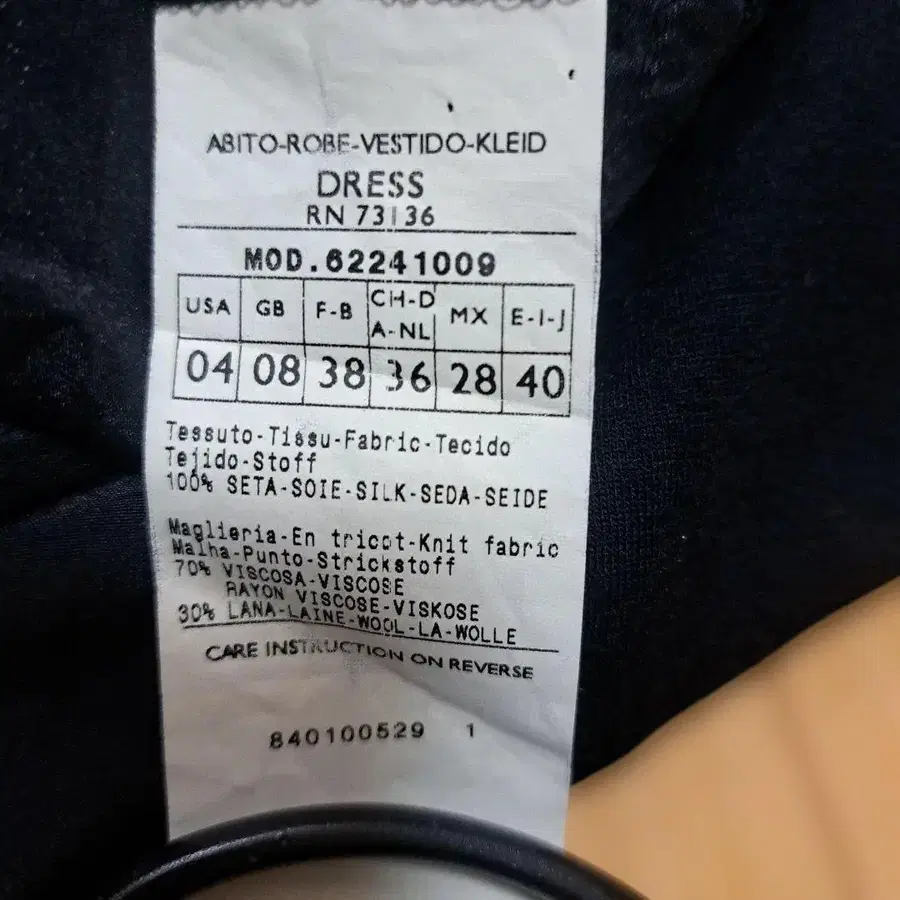 ABITO-ROBE-VESTIDO-KLEID
DRESS
RN 73136
MOD.62241009
USA GB F-B CH-D A-NL MX E-I-J
04 08 38 36 28 40
Tessuto-Tissu-Fabric-Tecido
Tejido-Stoff
100% SETA-SOIE-SILK-SEDA-SEIDE
Maglieria-En tricot-Knit fabric
Malha-Punto-Strickstoff
70% VISCOSA-VISCOSE
RAYON VISCOSE-VISKOSE
30% LANA-LAINE-WOOL-LA-WOLLE
CARE INSTRUCTION ON REVERSE
840100529 1